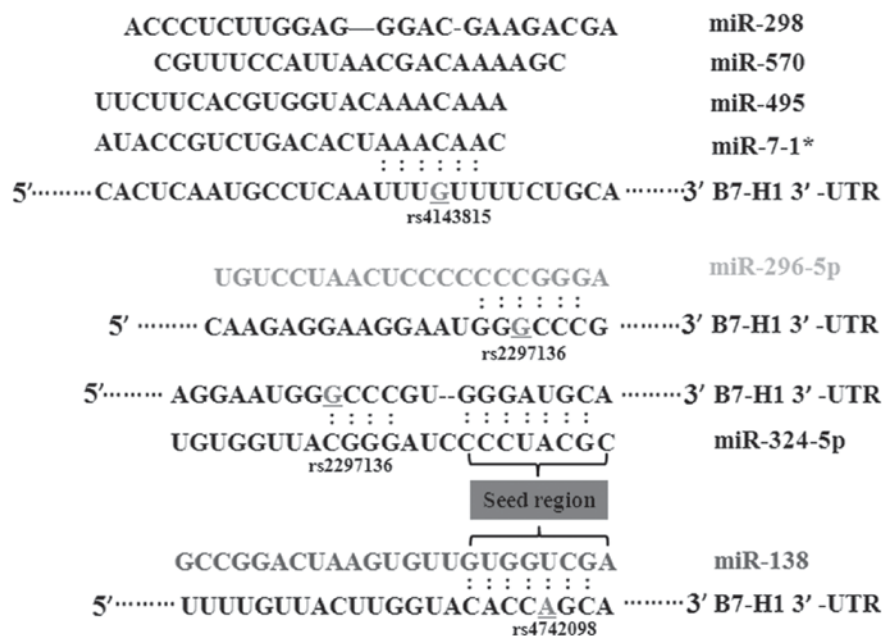 ACCCUCUUGGAG—GGAC-GAAGACGA miR-298
CGUUUCCAUUAACGACAAAAGC miR-570
UUCUUCACGUGGUACAAACAAA miR-495
AUACCGUCUGACACUAAACAAC miR-7-1*
: : : : : :
5′········· CACUCAAUGCCUCAAUUUGUUUUCUGCA ·········3′ B7-H1 3′ -UTR
rs4143815
UGUCCUAACUCCCCCCCGGGA miR-296-5p
: : : : : :
5′ ········· CAAGAGGAAGGAAUGGGCCCG ·········3′ B7-H1 3′ -UTR
rs2297136
5′········· AGGAAUGGGCCCGU--GGGAUGCA ·········3′ B7-H1 3′ -UTR
: : : : : : : : : : :
UGUGGUUACGGGAUCCCCUACGC miR-324-5p
rs2297136
Seed region
GCCGGACUAAGUGUUGUGGUCGA miR-138
: : : : : : :
5′········· UUUUGUUACUUGGUACACCAGCA ·········3′ B7-H1 3′ -UTR
rs4742098